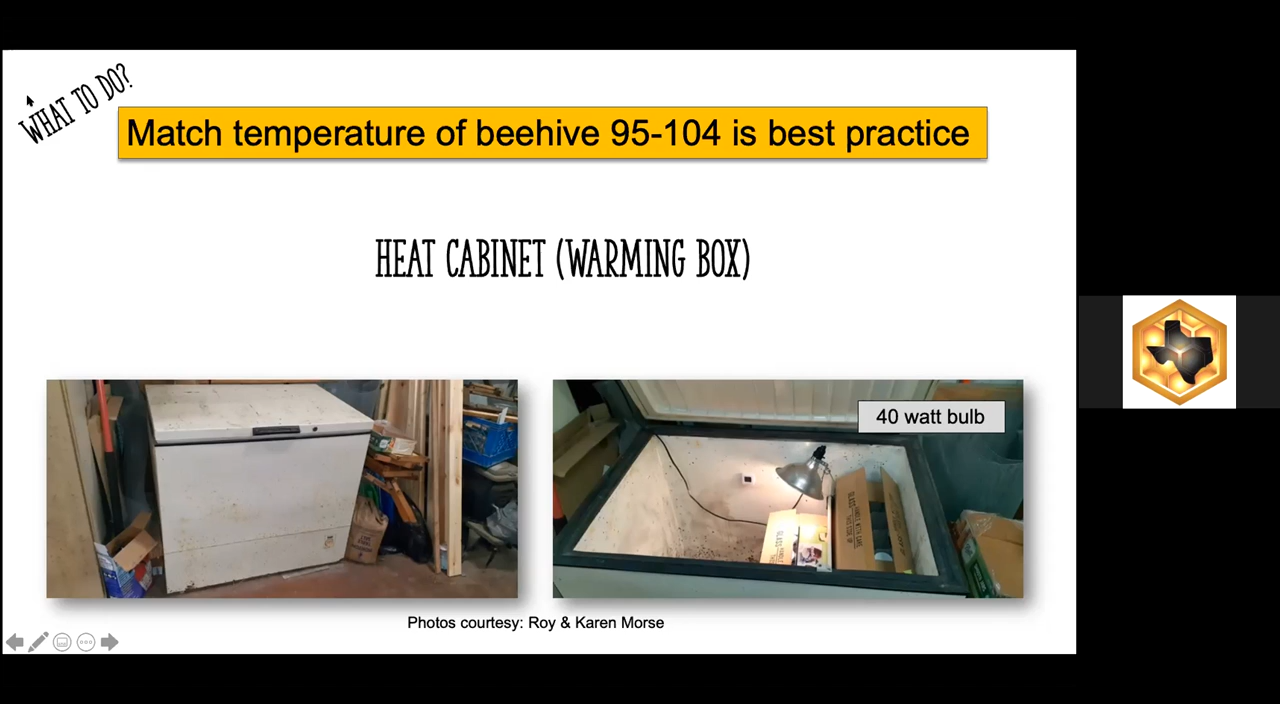 WHAT TO DO?
Match temperature of beehive 95-104 is best practice
HEAT CABINET (WARMING BOX)
40 watt bulb
Photos courtesy: Roy & Karen Morse